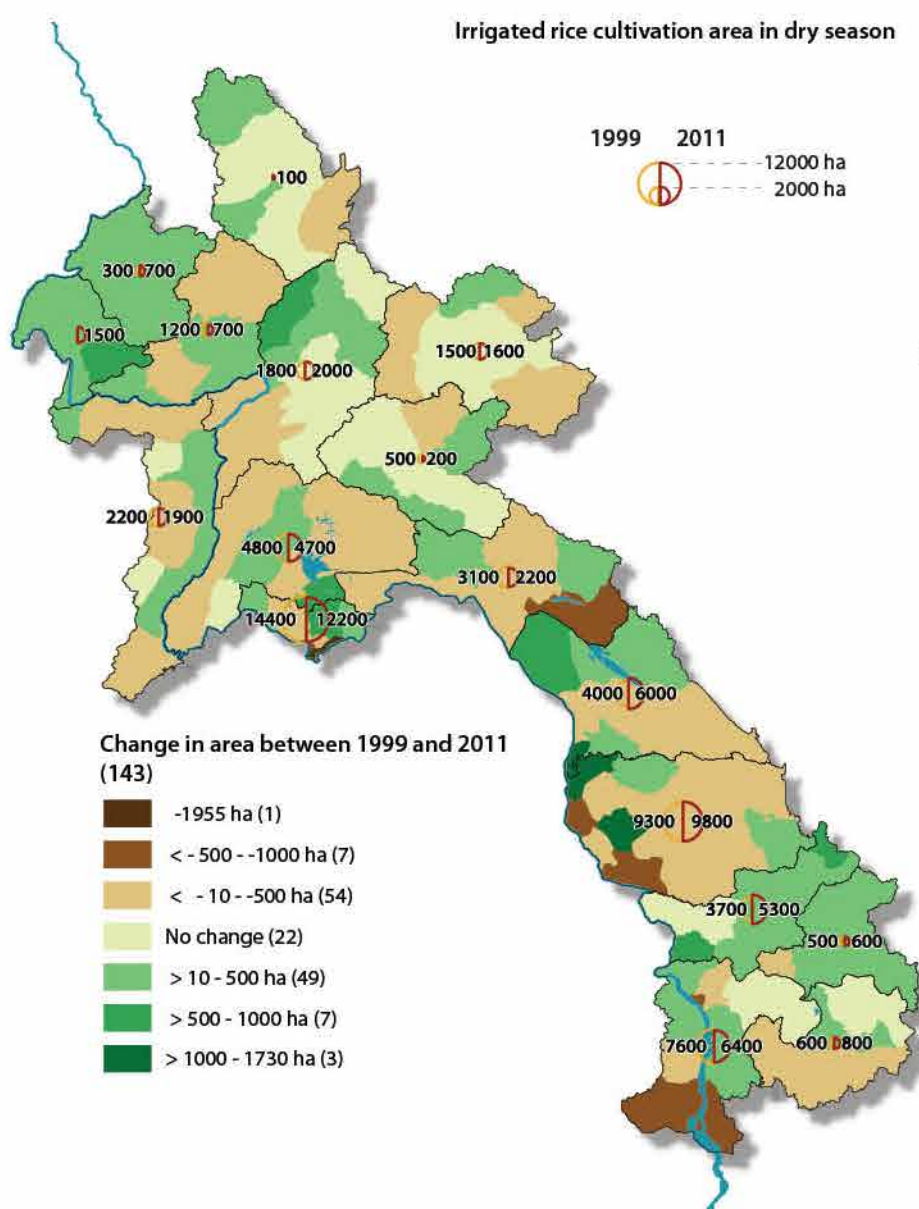 Irrigated rice cultivation area in dry season
1999 2011
12000 ha
2000 ha
100
300 700
1500
1200 700
1800 2000
1500 1600
500 200
2200 1900
4800 4700
3100 2200
14400 12200
4000 6000
Change in area between 1999 and 2011
(143)
-1955 ha (1)
< - 500 - -1000 ha (7)
< - 10 - -500 ha (54)
No change (22)
> 10 - 500 ha (49)
> 500 - 1000 ha (7)
> 1000 - 1730 ha (3)
9300 9800
3700 5300
500 600
7600 6400
600 800